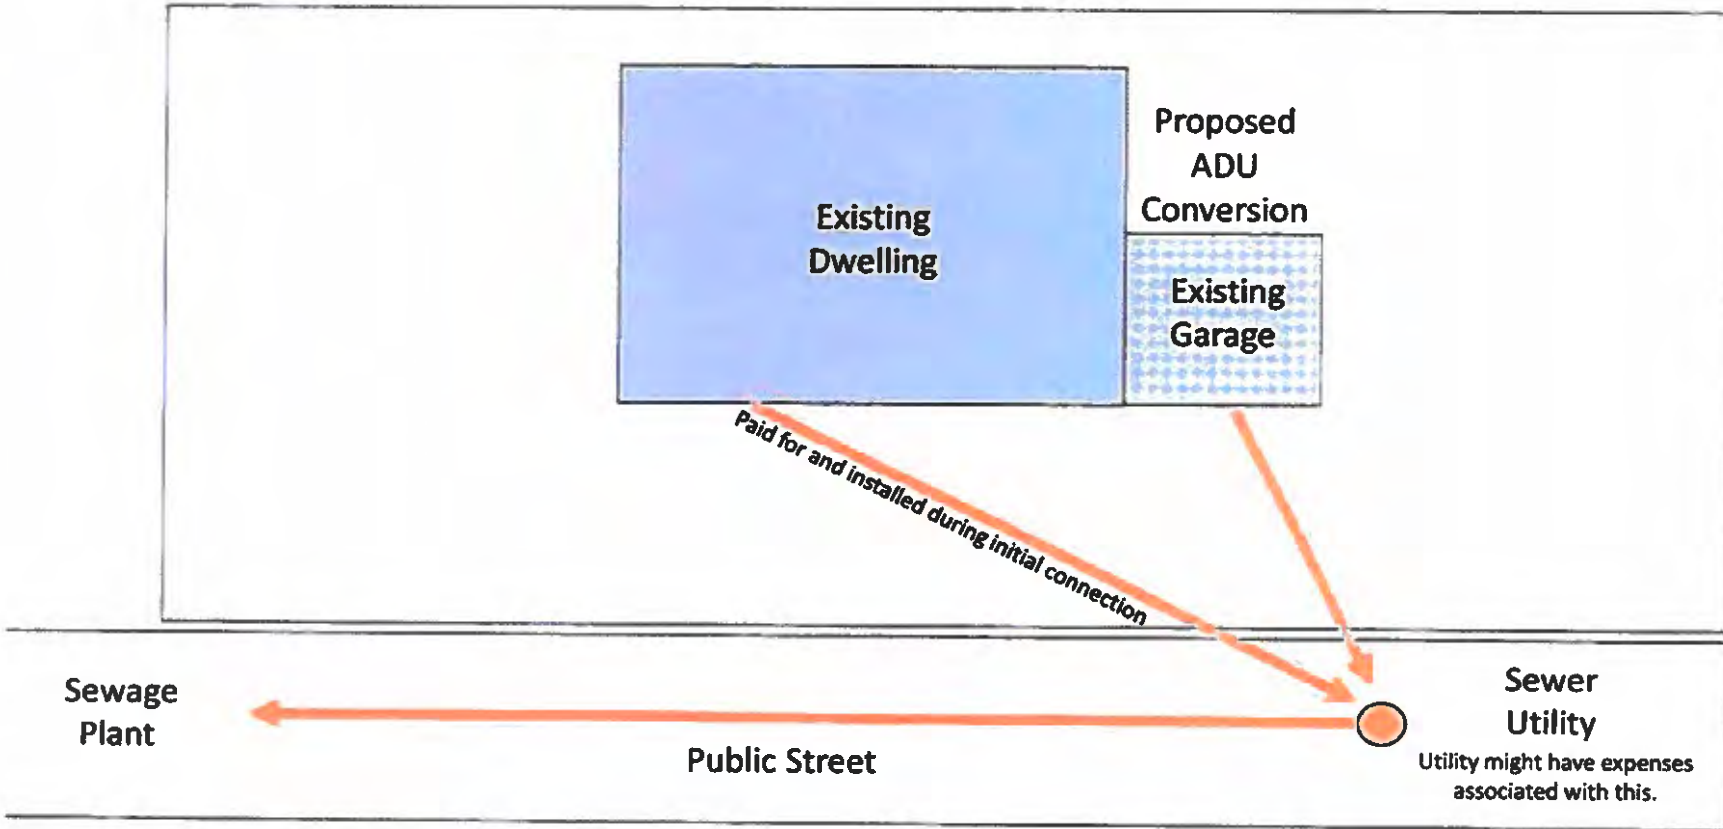 Proposed
ADU
Conversion
Existing
Dwelling
Existing
Garage
Paid for and installed during initial connection
Sewage
Plant
Public Street
Sewer
Utility
Utility might have expenses
associated with this.